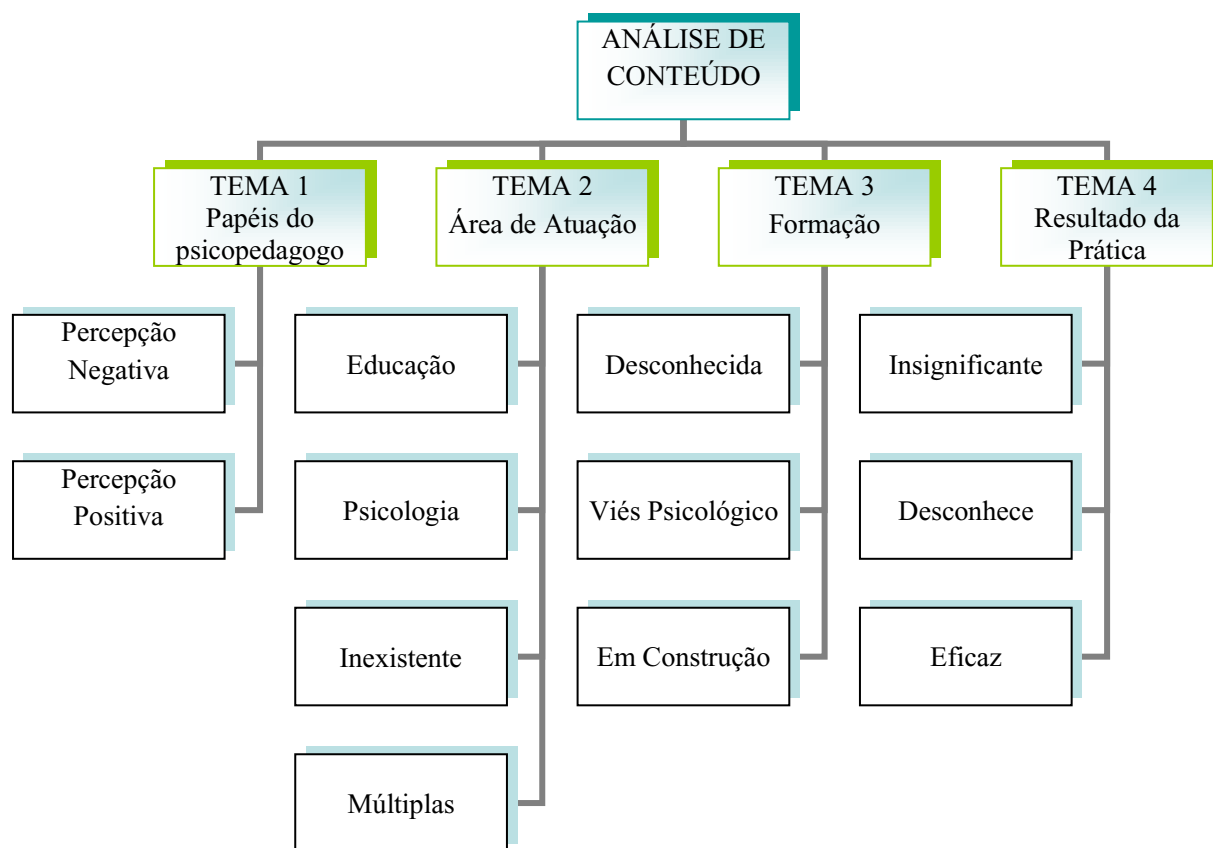 ANÁLISE DE
CONTEÚDO
TEMA 1
Papéis do
psicopedagogo
Percepção
Negativa
Percepção
Positiva
TEMA 2
Área de Atuação
Educação
Psicologia
Inexistente
Múltiplas
TEMA 3
Formação
Desconhecida
Viés Psicológico
Em Construção
TEMA 4
Resultado da
Prática
Insignificante
Desconhece
Eficaz